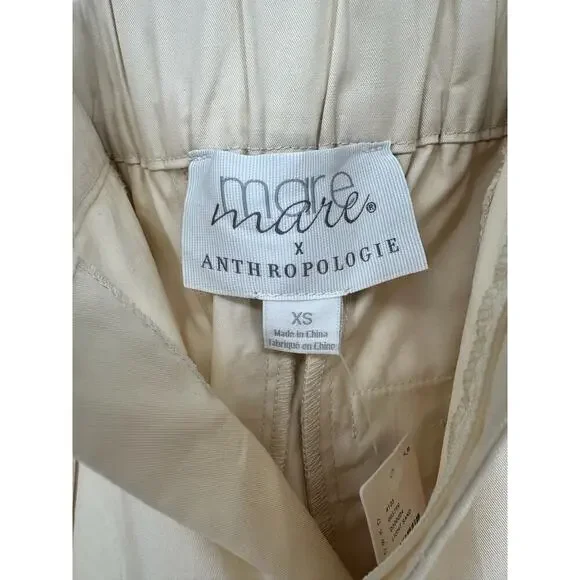 mare
mare®
X
ANTHROPOLOGIE
XS
Made in China
Fabriqué en Chine